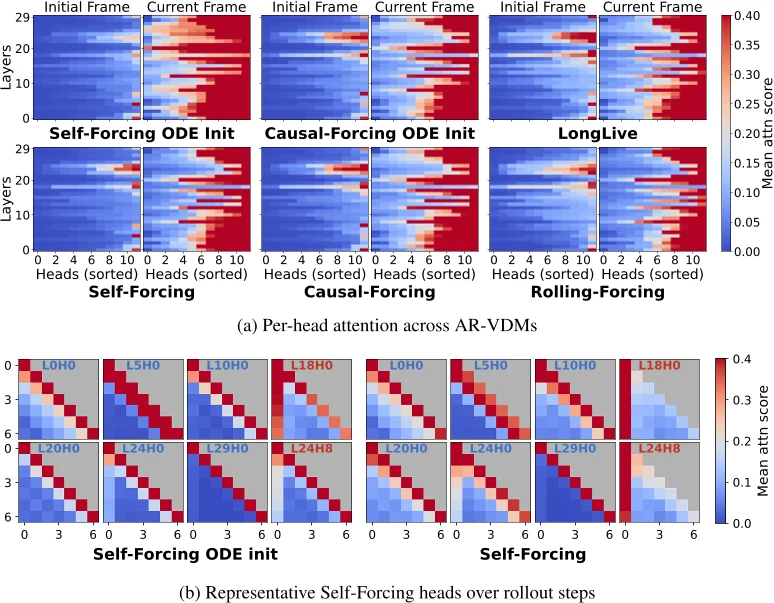 Initial Frame Current Frame Initial Frame Current Frame Initial Frame Current Frame
29
20
10
0
Layers
Self-Forcing ODE Init Causal-Forcing ODE Init LongLive
29
20
10
0
Layers
0 2 4 6 8 10 0 2 4 6 8 10 0 2 4 6 8 10 0 2 4 6 8 10 0 2 4 6 8 10 0 2 4 6 8 10
Heads (sorted) Heads (sorted) Heads (sorted) Heads (sorted) Heads (sorted) Heads (sorted)
Self-Forcing Causal-Forcing Rolling-Forcing
0.40
0.35
0.30
0.25
0.20
0.15
0.10
0.05
0.00
Mean attn score
(a) Per-head attention across AR-VDMs
L0H0 L5H0 L10H0 L18H0 L0H0 L5H0 L10H0 L18H0
0
3
6
L20H0 L24H0 L29H0 L24H8 L20H0 L24H0 L29H0 L24H8
0
3
6
0 3 6 0 3 6 0 3 6 0 3 6 0 3 6 0 3 6 0 3 6 0 3 6
Self-Forcing ODE init Self-Forcing
0.4
0.3
0.2
0.1
0.0
Mean attn score
(b) Representative Self-Forcing heads over rollout steps